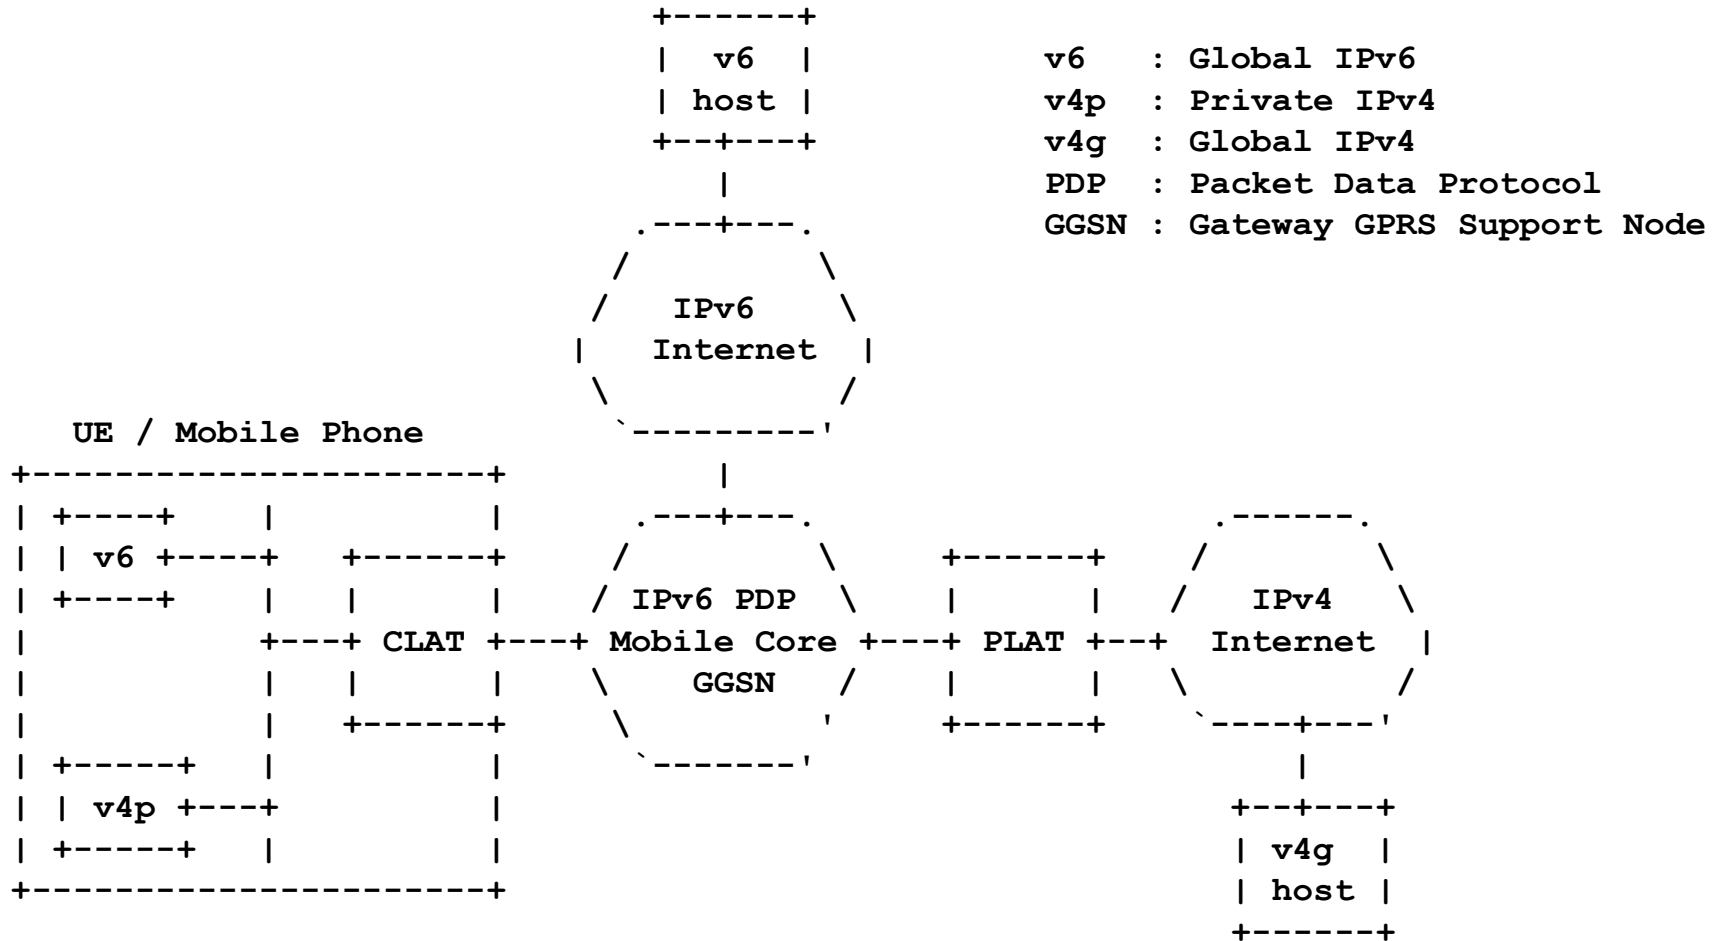 v6
host
v6 : Global IPv6
v4p : Private IPv4
v4g : Global IPv4
PDP : Packet Data Protocol
GGSN : Gateway GPRS Support Node
IPv6
Internet
UE / Mobile Phone
v6
CLAT
v4p
IPv6 PDP
Mobile Core
GGSN
PLAT
IPv4
Internet
v4g
host